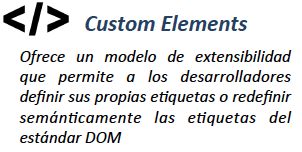 </> Custom Elements
Ofrece un modelo de extensibilidad
que permite a los desarrolladores
definir sus propias etiquetas o redefinir
semánticamente las etiquetas del
estándar DOM